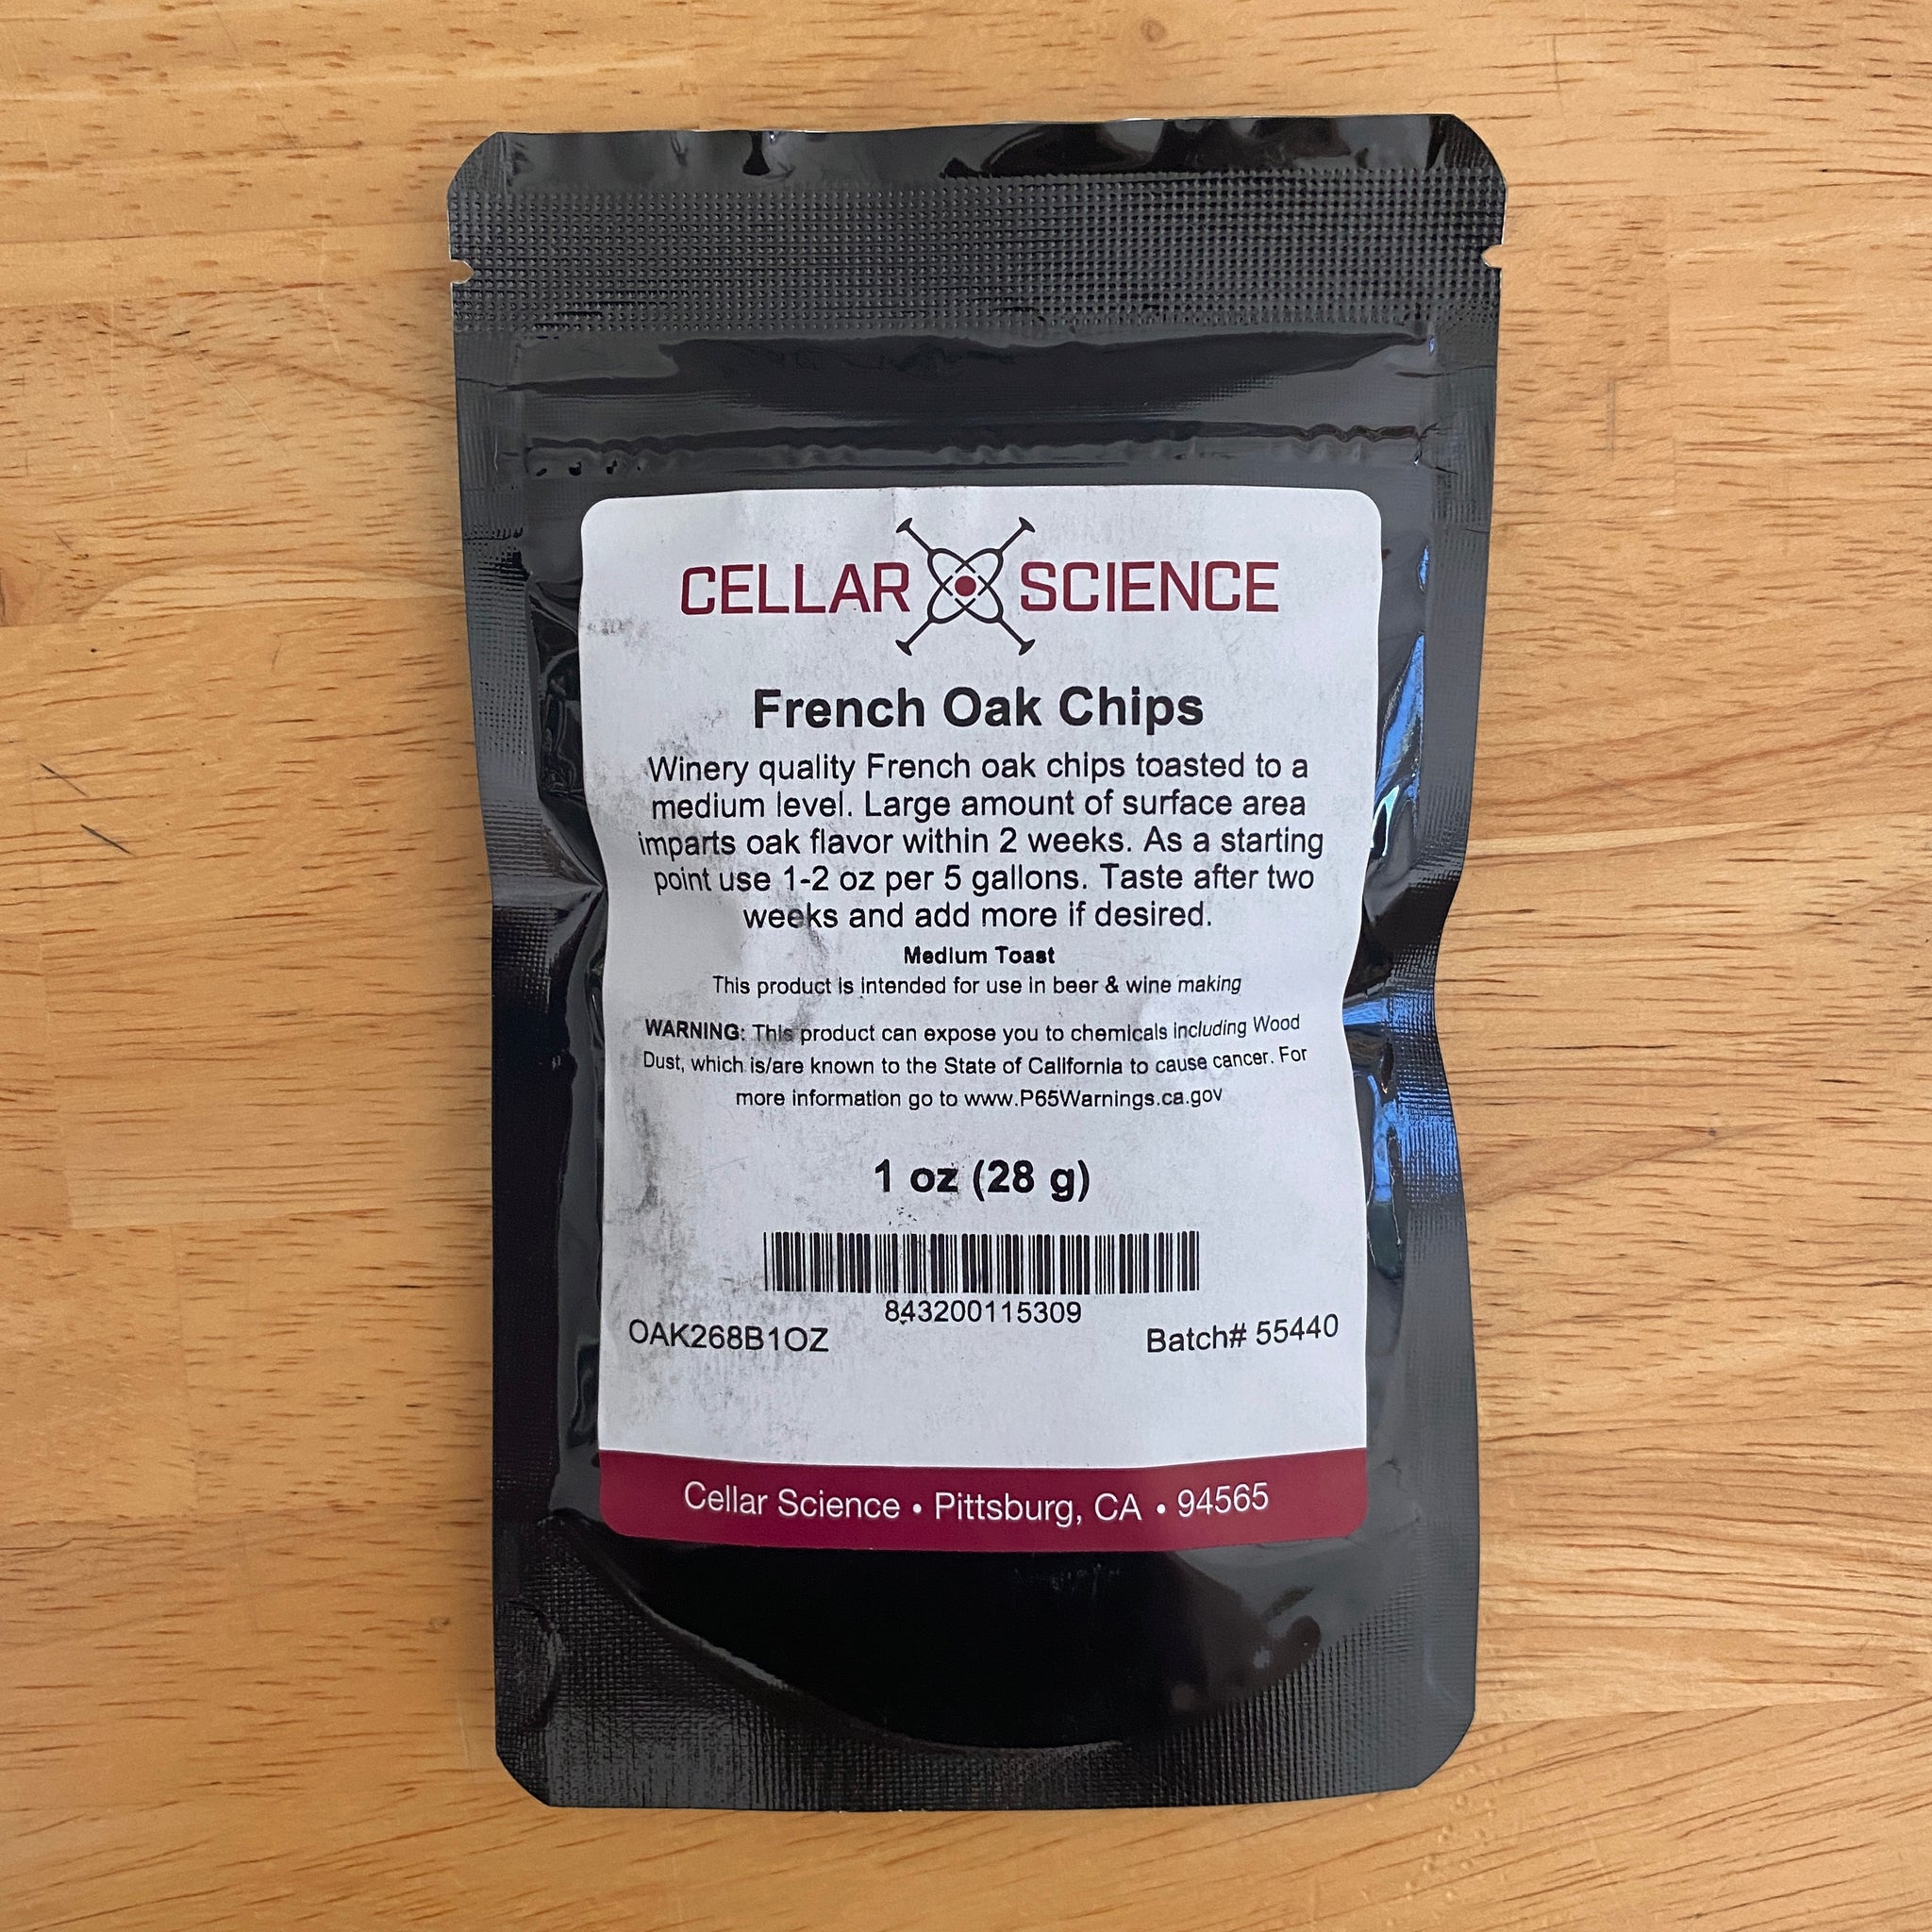 CELLAR SCIENCE
French Oak Chips
Winery quality French oak chips toasted to a
medium level. Large amount of surface area
imparts oak flavor within 2 weeks. As a starting
point use 1-2 oz per 5 gallons. Taste after two
weeks and add more if desired.
Medium Toast
This product is intended for use in beer & wine making
WARNING: This product can expose you to chemicals including Wood
Dust, which is/are known to the State of California to cause cancer. For
more information go to www.P65Warnings.ca.gov
1 oz (28 g)
843200115309
OAK268B1OZ
Batch# 55440
Cellar Science • Pittsburg, CA • 94565